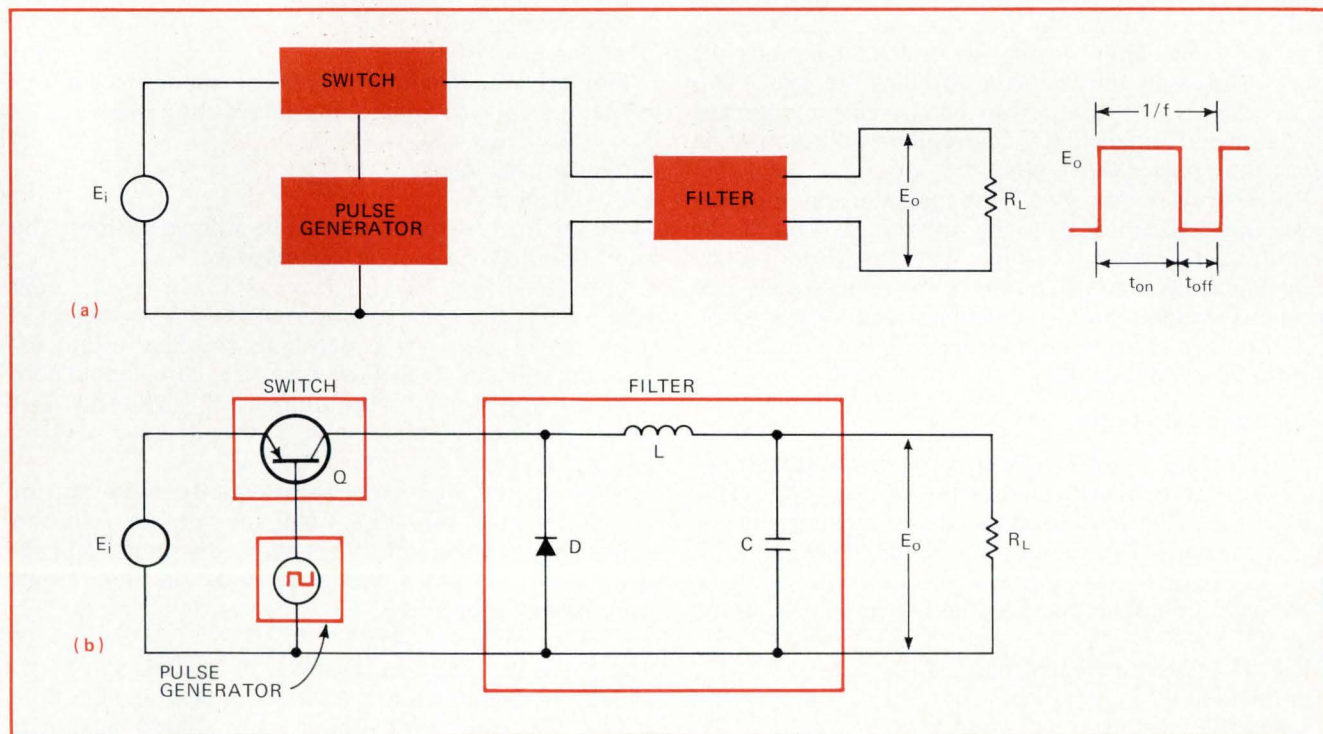 SWITCH
E_i
PULSE
GENERATOR
FILTER
E_o
R_L
1/f
E_o
t_on
t_off
(a)
SWITCH
FILTER
Q
L
E_i
D
C
E_o
R_L
(b)
PULSE
GENERATOR